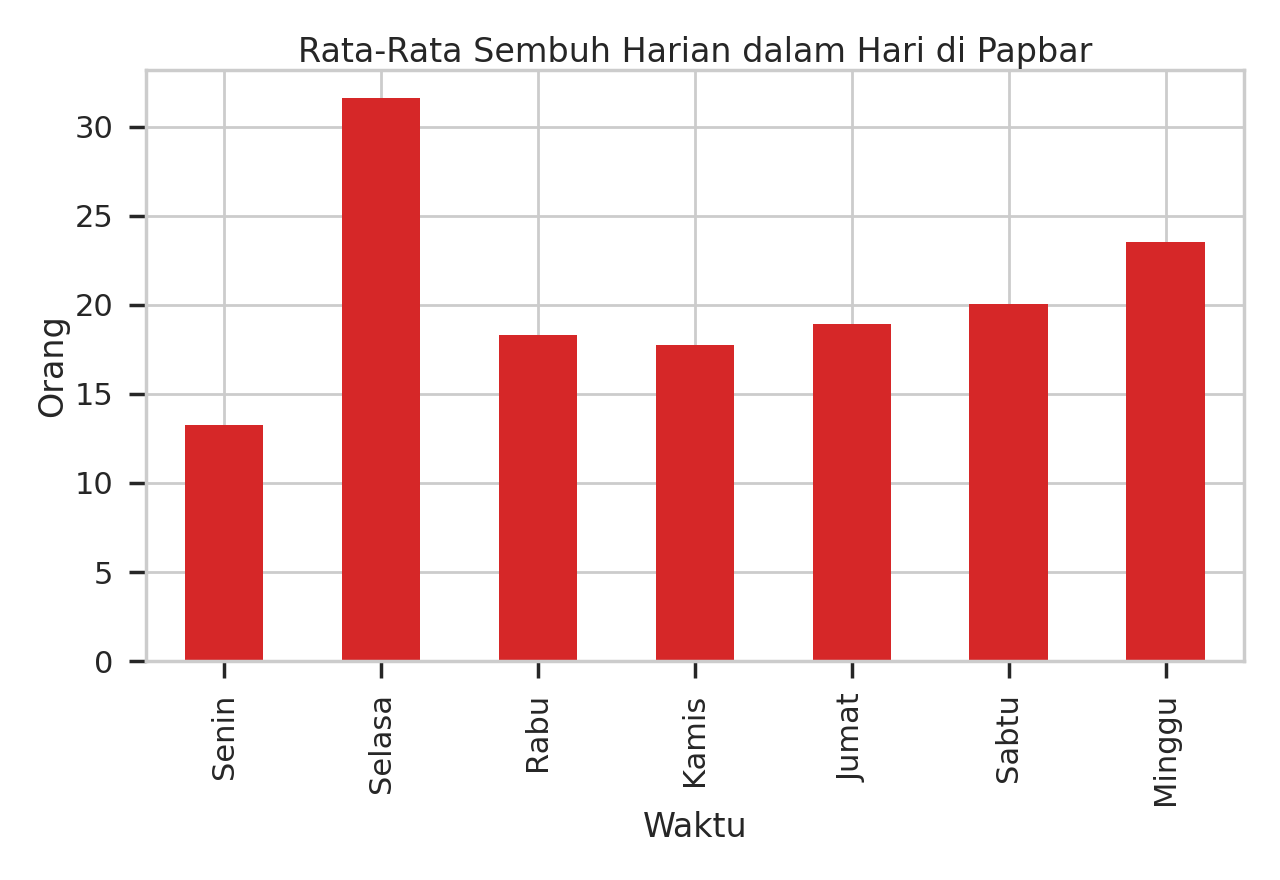 Rata-Rata Sembuh Harian dalam Hari di Papbar
30
25
20
15
10
5
0
Orang
Senin
Selasa
Rabu
Kamis
Jumat
Sabtu
Minggu
Waktu